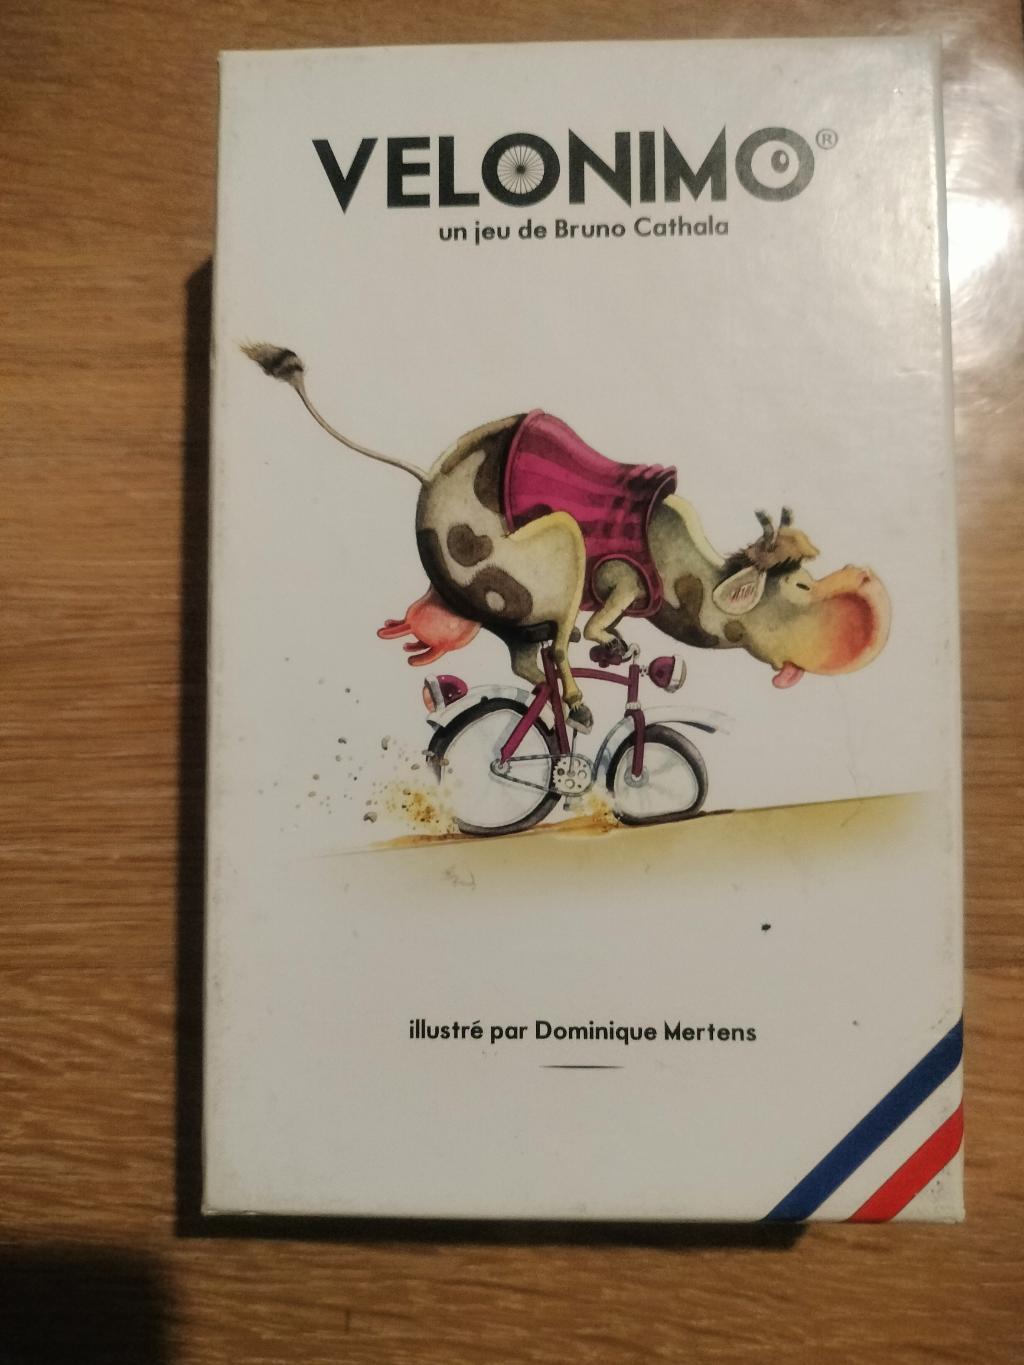 VELONIMO®
un jeu de Bruno Cathala
illustré par Dominique Mertens